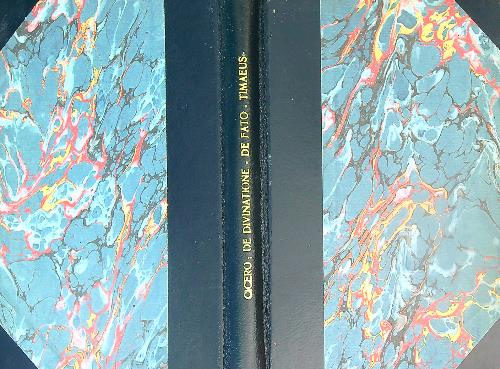 CICERO: DE DIVINATIONE - DE FATO - TIMAEUS-